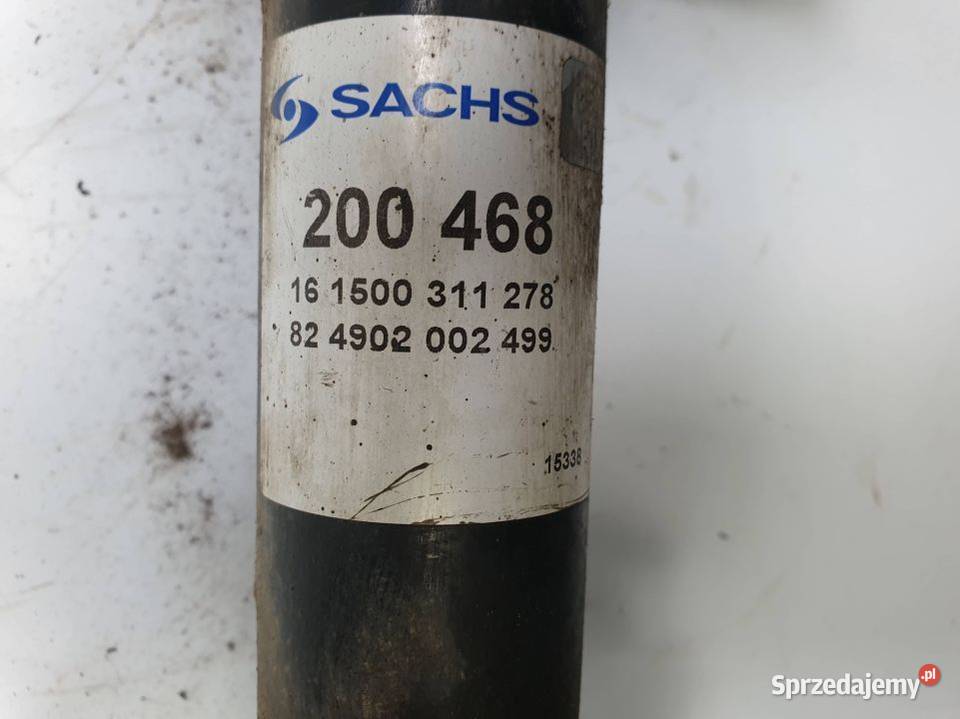 SACHS
200 468
16 1500 311 278
82 4902 002 499
15338
Sprzedajemy.pl